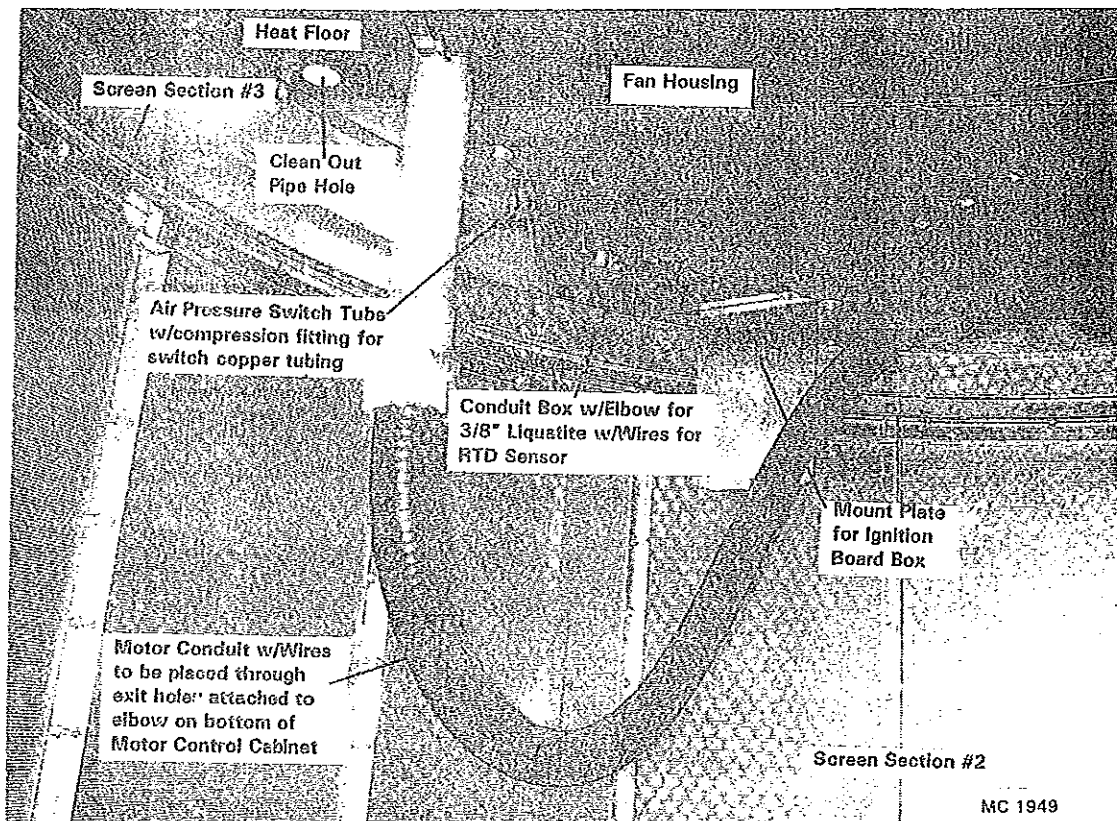 Heat Floor
Screen Section #3
Fan Housing
Clean Out
Pipe Hole
Air Pressure Switch Tube
w/compression fitting for
switch copper tubing
Conduit Box w/Elbow for
3/8" Liquatite w/Wires for
RTD Sensor
Mount Plate
for Ignition
Board Box
Motor Conduit w/Wires
to be placed through
exit hole attached to
elbow on bottom of
Motor Control Cabinet
Screen Section #2
MC 1949